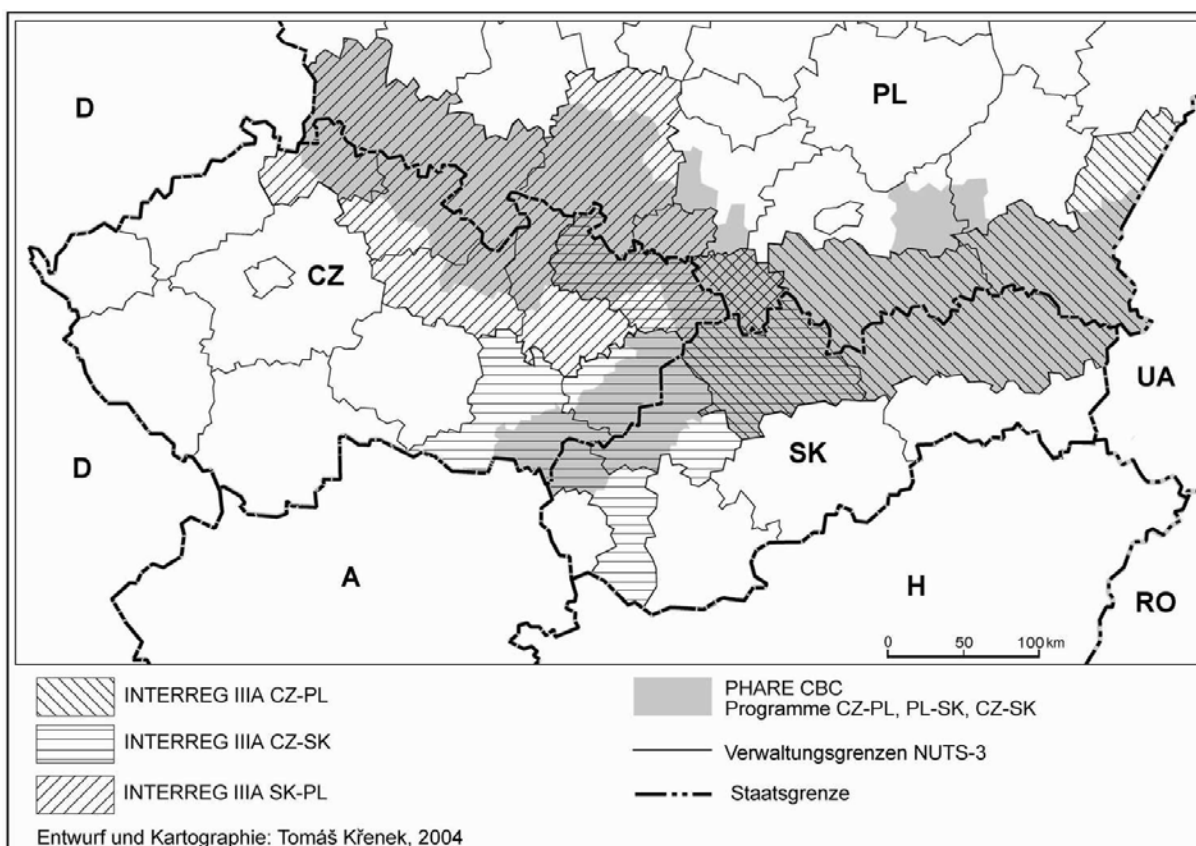 D
PL
CZ
D
UA
SK
A
H
RO
0 50 100 km
INTERREG IIIA CZ-PL
INTERREG IIIA CZ-SK
INTERREG IIIA SK-PL
PHARE CBC
Programme CZ-PL, PL-SK, CZ-SK
Verwaltungsgrenzen NUTS-3
Staatsgrenze
Entwurf und Kartographie: Tomáš Křenek, 2004